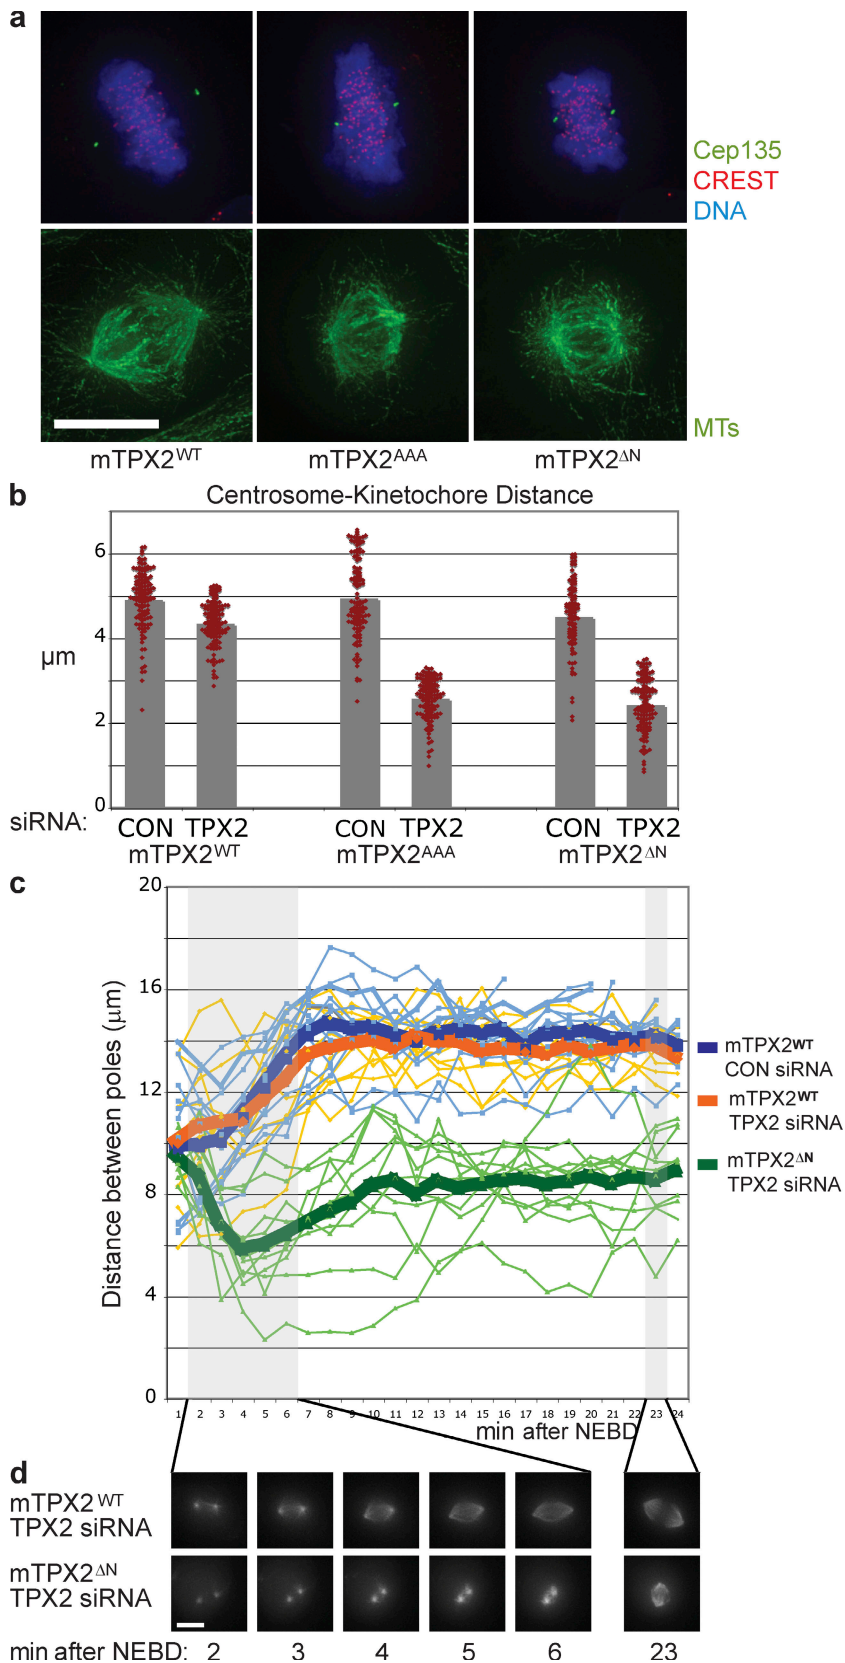 a
Cep135
CREST
DNA
MTs
mTPX2WT mTPX2AAA mTPX2ΔN
b
Centrosome-Kinetochore Distance
6
4
µm
2
0
siRNA: CON TPX2 CON TPX2 CON TPX2
mTPX2WT mTPX2AAA mTPX2ΔN
c
20
16
12
8
4
0
Distance between poles (µm)
mTPX2WT
CON siRNA
mTPX2WT
TPX2 siRNA
mTPX2ΔN
TPX2 siRNA
1 2 3 4 5 6 7 8 9 10 11 12 13 14 15 16 17 18 19 20 21 22 23 24
min after NEBD
d
mTPX2WT
TPX2 siRNA
mTPX2ΔN
TPX2 siRNA
min after NEBD: 2 3 4 5 6 23